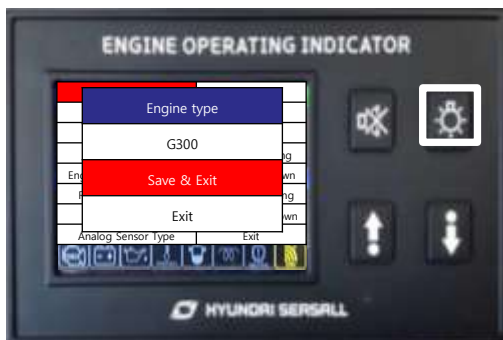 ENGINE OPERATING INDICATOR
Engine type
G300
Save & Exit
Exit
Analog Sensor Type
Exit
HYUNDAI SEASALL